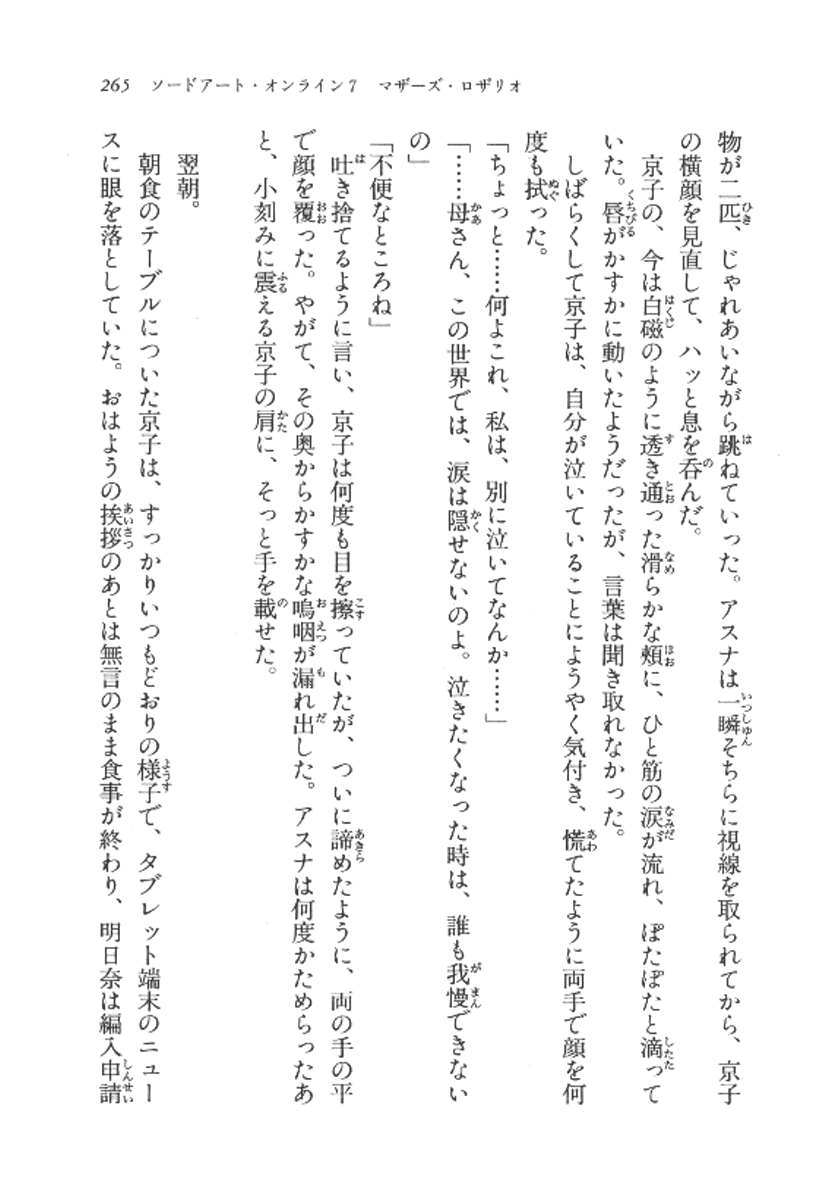 265　ソードアート・オンライン7　マザーズ・ロザリオ
物が二匹、じゃれあいながら跳ねていった。アスナは一瞬そちらに視線を取られてから、京子
の横顔を見直して、ハッと息を呑んだ。
　京子の、今は白磁のように透き通った滑らかな頬に、ひと筋の涙が流れ、ぽたぽたと滴って
いた。唇がかすかに動いたようだったが、言葉は聞き取れなかった。
　しばらくして京子は、自分が泣いていることにようやく気付き、慌てたように両手で顔を何
度も拭った。
「ちょっと……何よこれ、私は、別に泣いてなんか……」
「……母さん、この世界では、涙は隠せないのよ。泣きたくなった時は、誰も我慢できない
の」
「不便なところね」
　吐き捨てるように言い、京子は何度も目を擦っていたが、ついに諦めたように、両の手の平
で顔を覆った。やがて、その奥からかすかな嗚咽が漏れ出した。アスナは何度かためらったあ
と、小刻みに震える京子の肩に、そっと手を載せた。
　翌朝。
　朝食のテーブルについた京子は、すっかりいつもどおりの様子で、タブレット端末のニュー
スに眼を落としていた。おはようの挨拶のあとは無言のまま食事が終わり、明日奈は編入申請